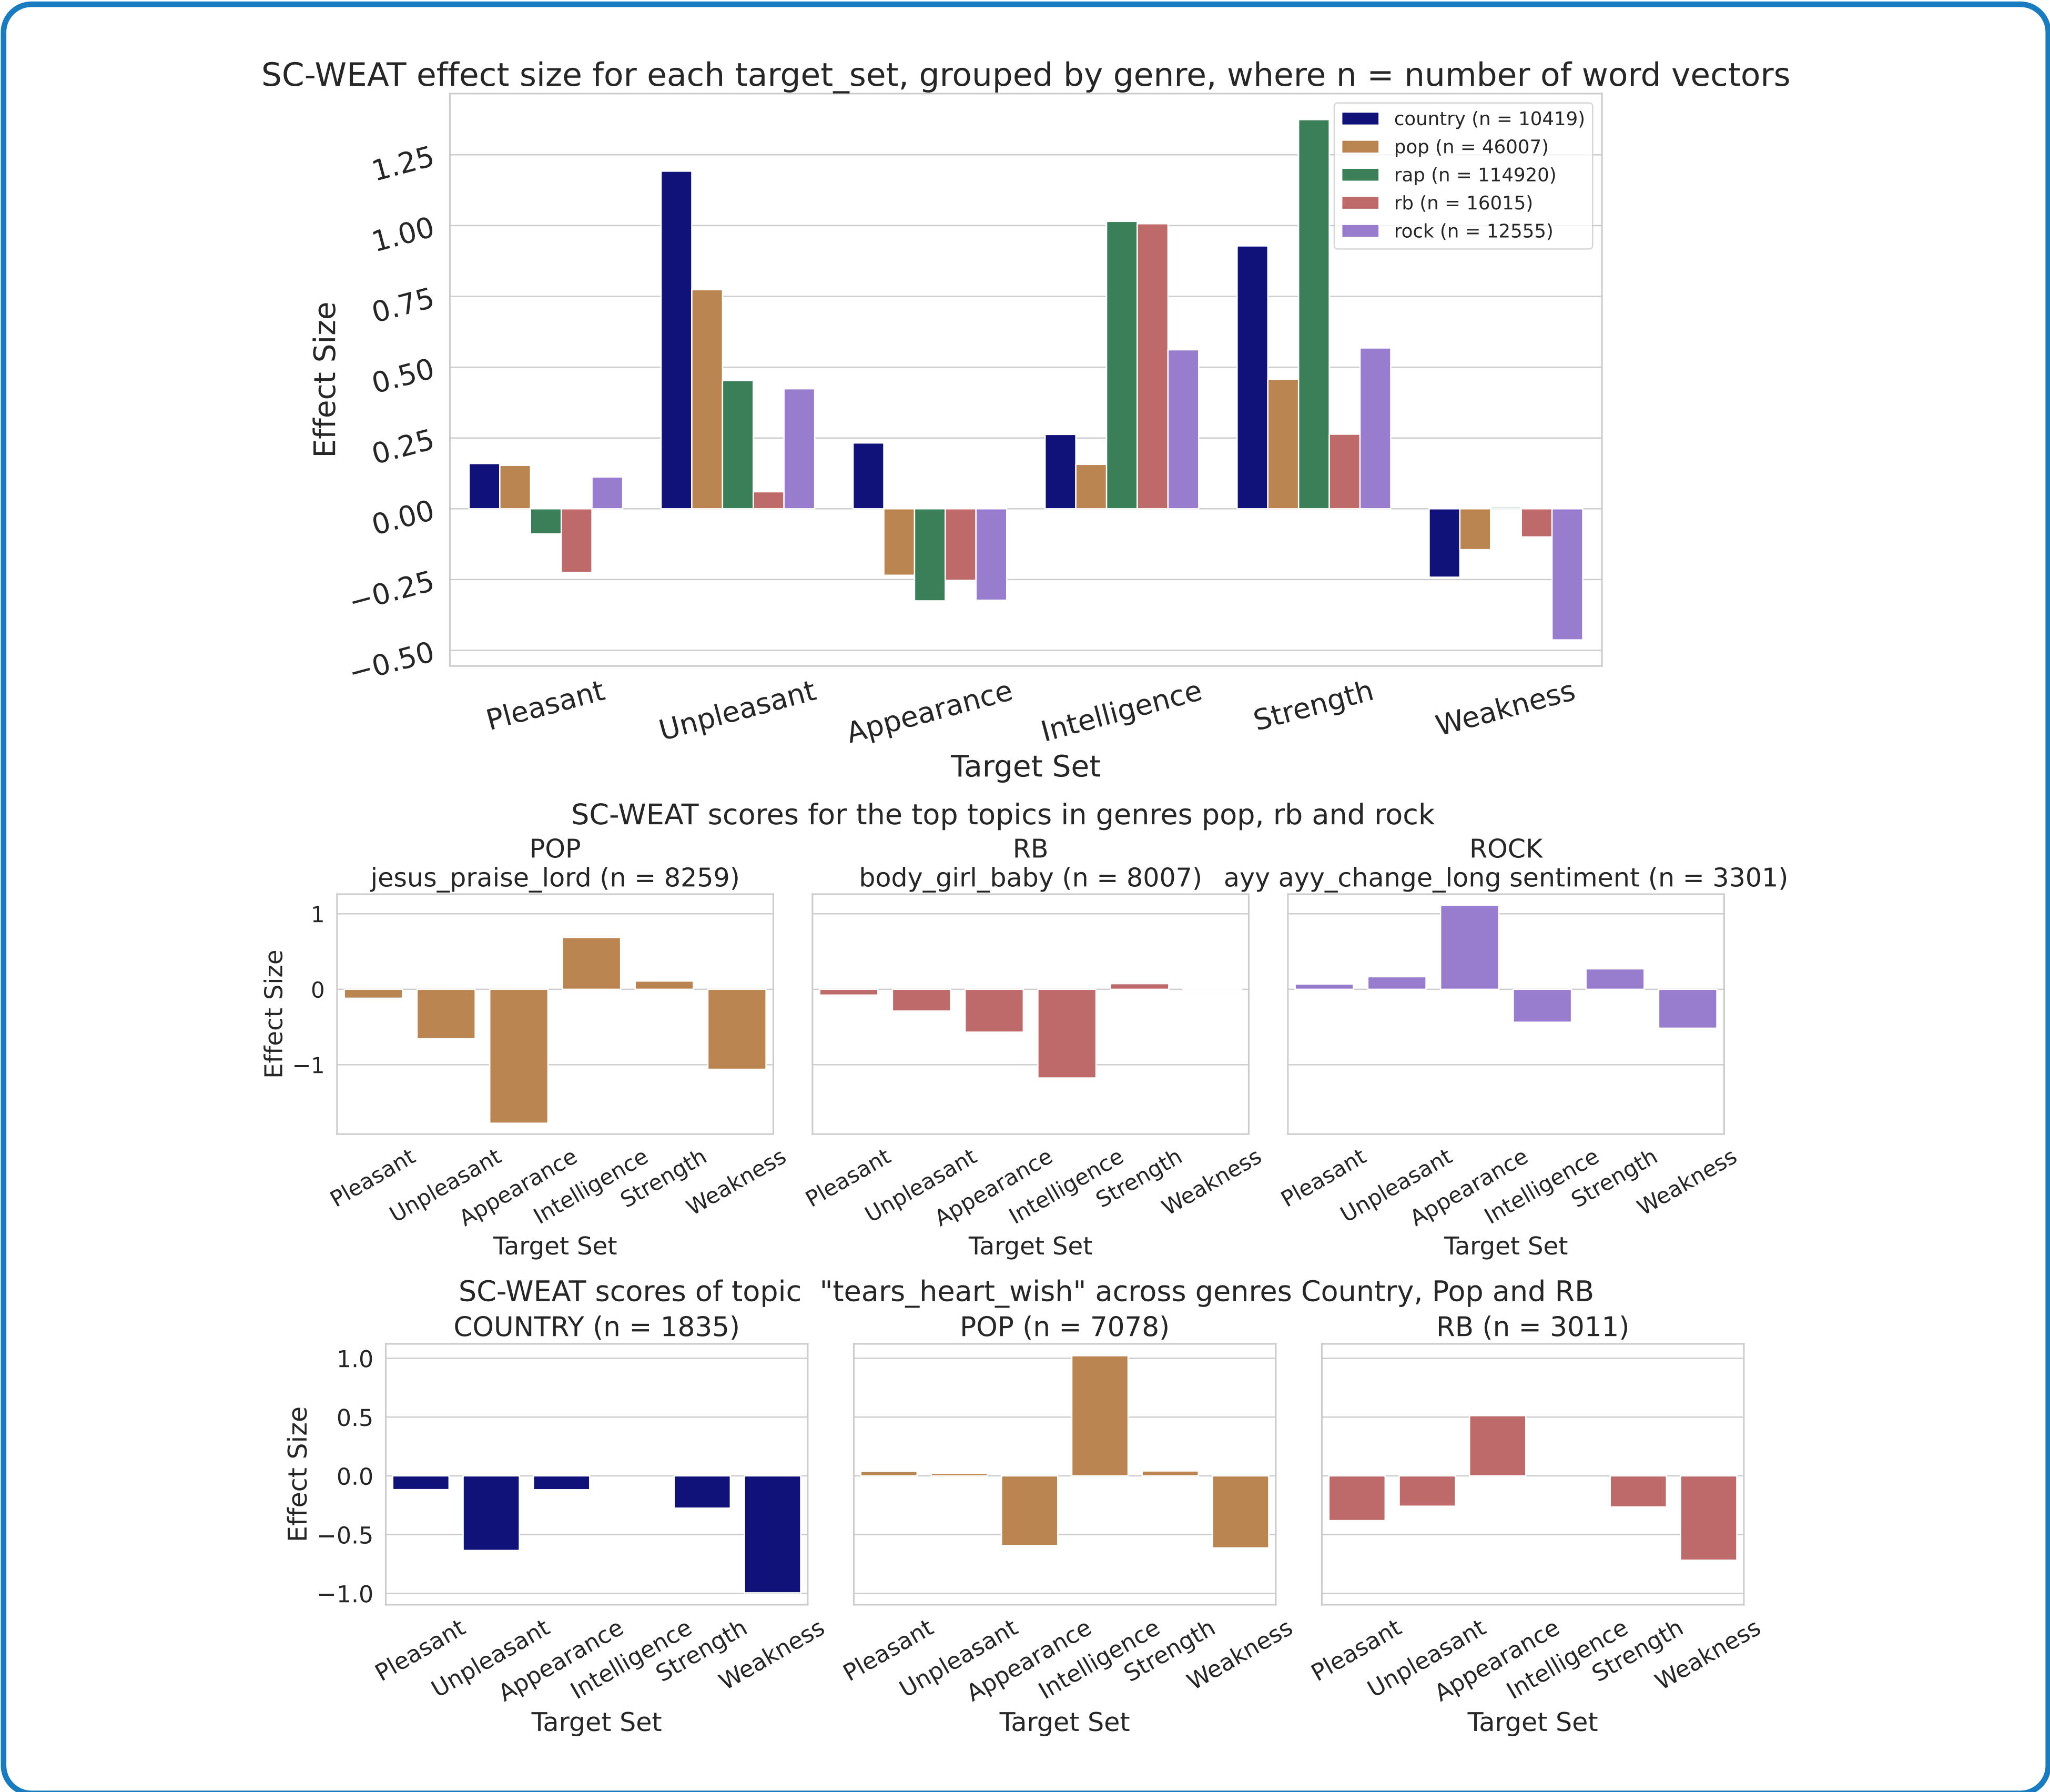 SC-WEAT effect size for each target_set, grouped by genre, where n = number of word vectors
country (n = 10419)
pop (n = 46007)
rap (n = 114920)
rb (n = 16015)
rock (n = 12555)
Effect Size
1.25
1.00
0.75
0.50
0.25
0.00
−0.25
−0.50
Pleasant Unpleasant Appearance Intelligence Strength Weakness
Target Set
SC-WEAT scores for the top topics in genres pop, rb and rock
POP
jesus_praise_lord (n = 8259)
RB
body_girl_baby (n = 8007)
ROCK
ayy ayy_change_long sentiment (n = 3301)
Effect Size
1
0
−1
Pleasant Unpleasant Appearance Intelligence Strength Weakness
Target Set
Pleasant Unpleasant Appearance Intelligence Strength Weakness
Target Set
Pleasant Unpleasant Appearance Intelligence Strength Weakness
Target Set
SC-WEAT scores of topic  "tears_heart_wish" across genres Country, Pop and RB
COUNTRY (n = 1835)
POP (n = 7078)
RB (n = 3011)
Effect Size
1.0
0.5
0.0
−0.5
−1.0
Pleasant Unpleasant Appearance Intelligence Strength Weakness
Target Set
Pleasant Unpleasant Appearance Intelligence Strength Weakness
Target Set
Pleasant Unpleasant Appearance Intelligence Strength Weakness
Target Set